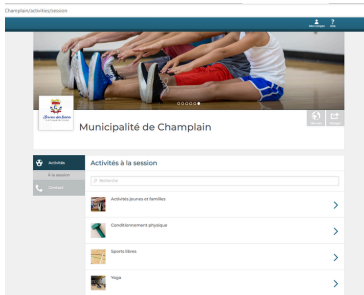 Champlain/activites/session
Municipalité de Champlain
Activités
À la session
Contact
Activités à la session
Recherche
Activités jeunes et familles
Conditionnement physique
Sports libres
Yoga